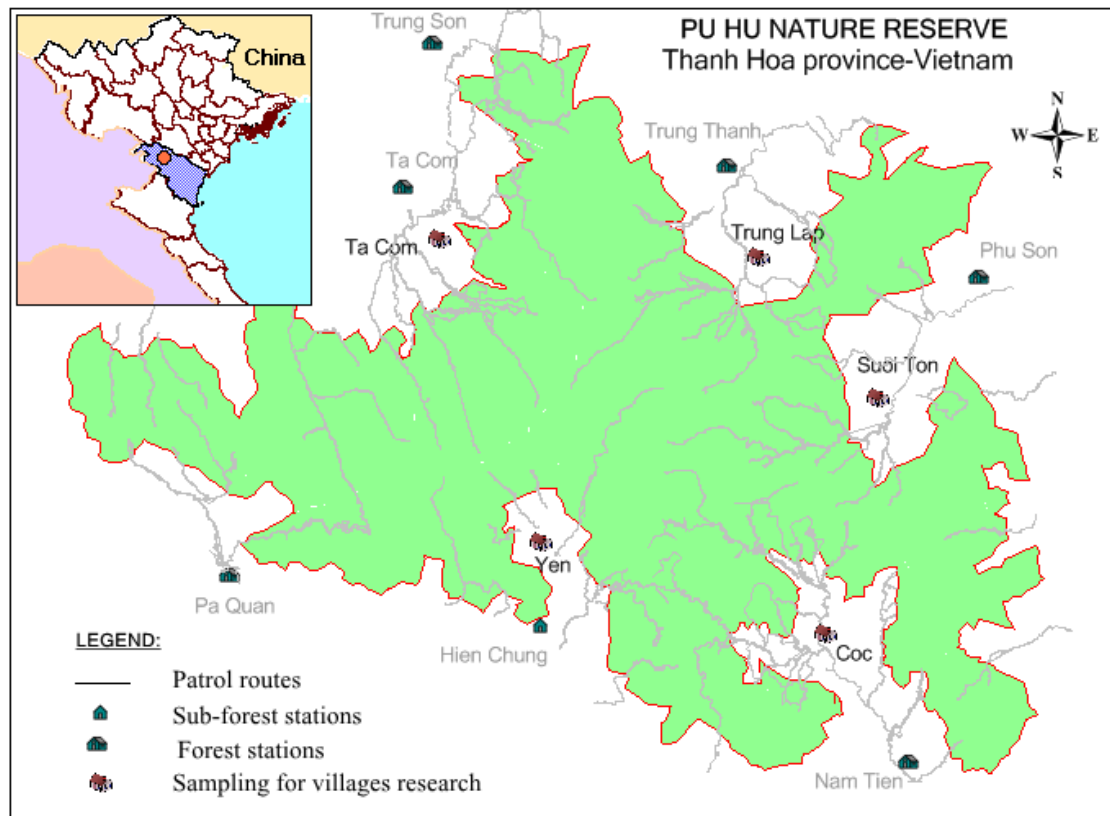 PU HU NATURE RESERVE
Thanh Hoa province-Vietnam
China
Trung Son
N
W E
S
Trung Thanh
Ta Com
Ta Com
Trung Lap
Phu Son
Suoi Ton
Yen
Pa Quan
Hien Chung
Coc
Nam Tien
LEGEND:
Patrol routes
Sub-forest stations
Forest stations
Sampling for villages research